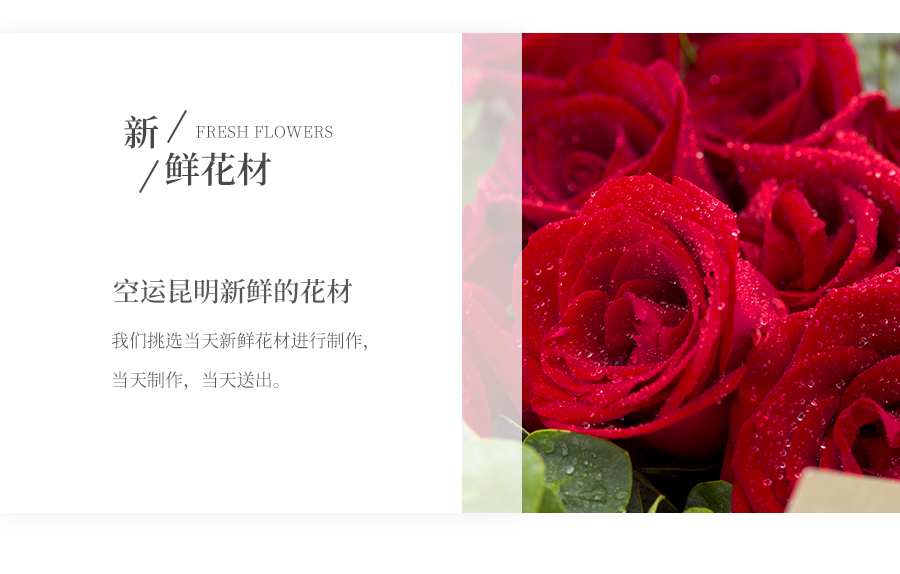 新
FRESH FLOWERS
鲜花材
空运昆明新鲜的花材
我们挑选当天新鲜花材进行制作,
当天制作，当天送出。